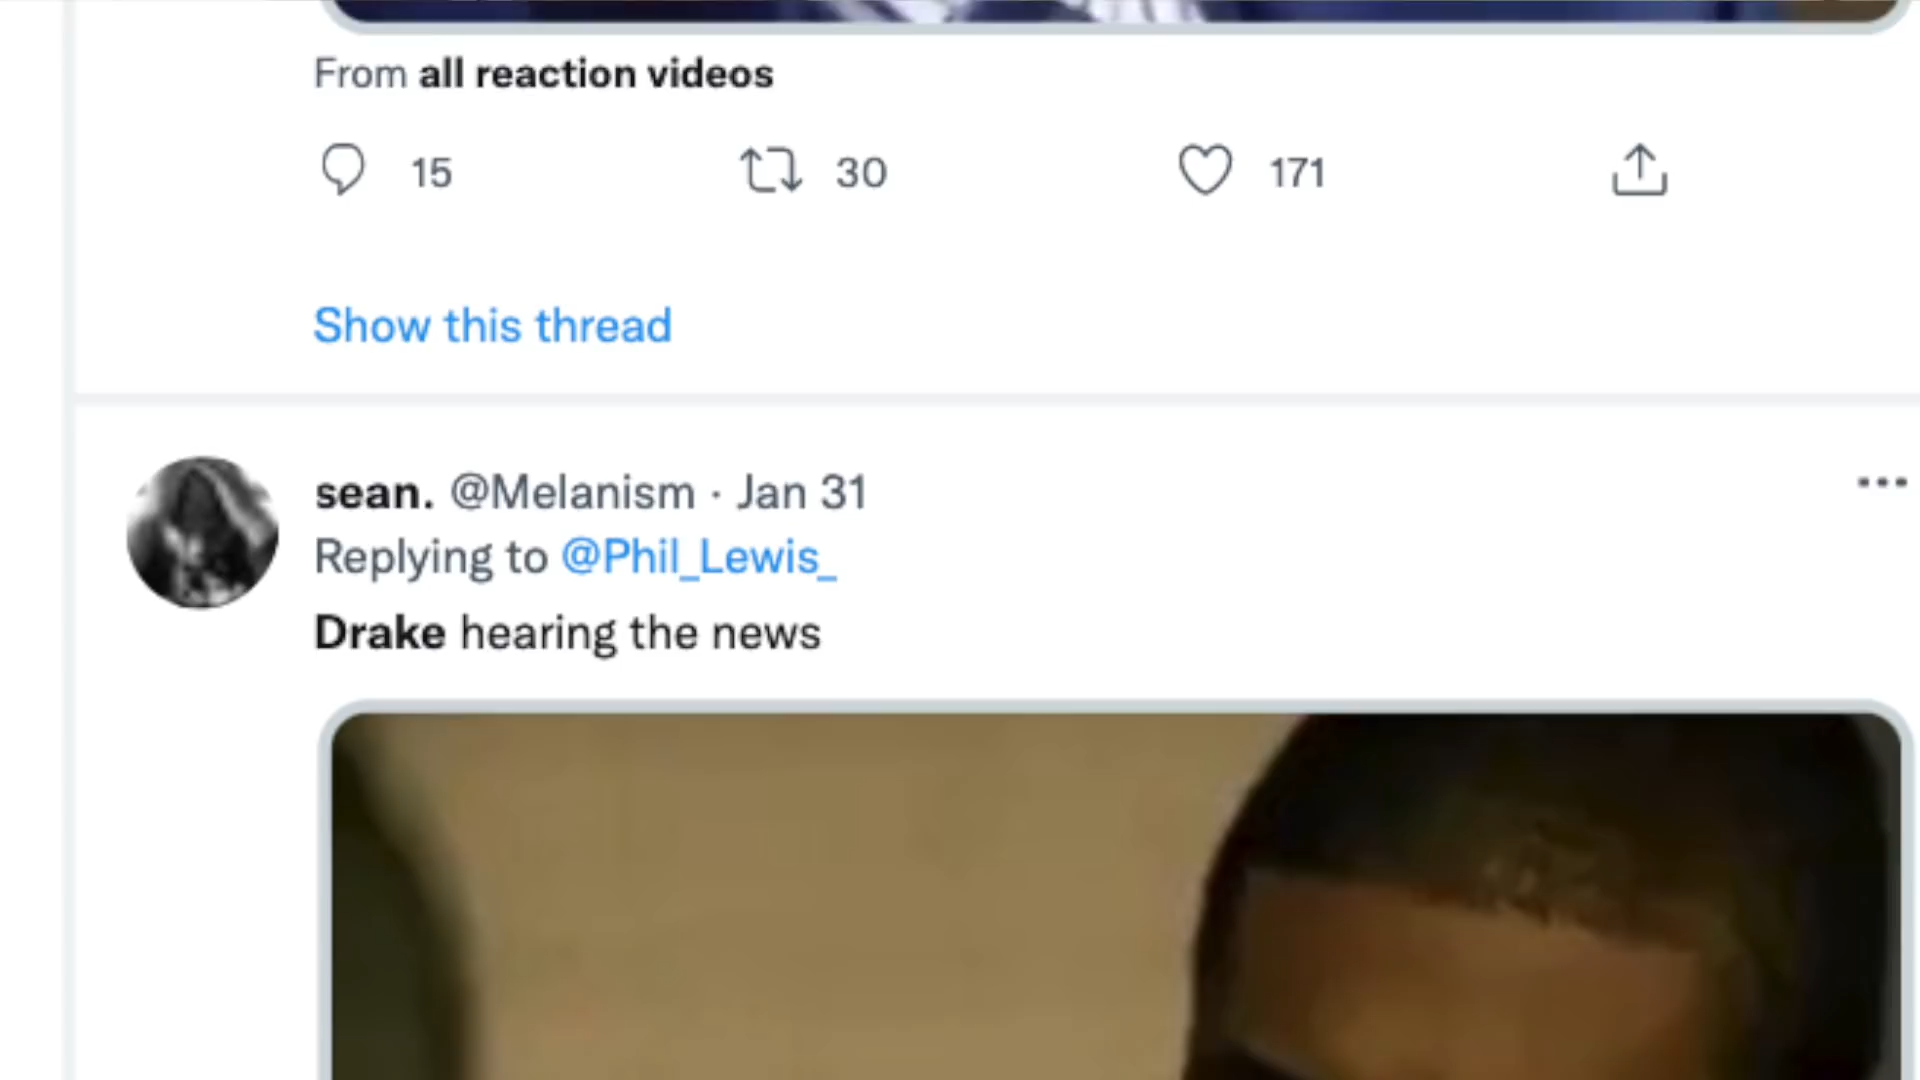 From all reaction videos
15 30 171
Show this thread
sean. @Melanism · Jan 31
Replying to @Phil_Lewis_
Drake hearing the news